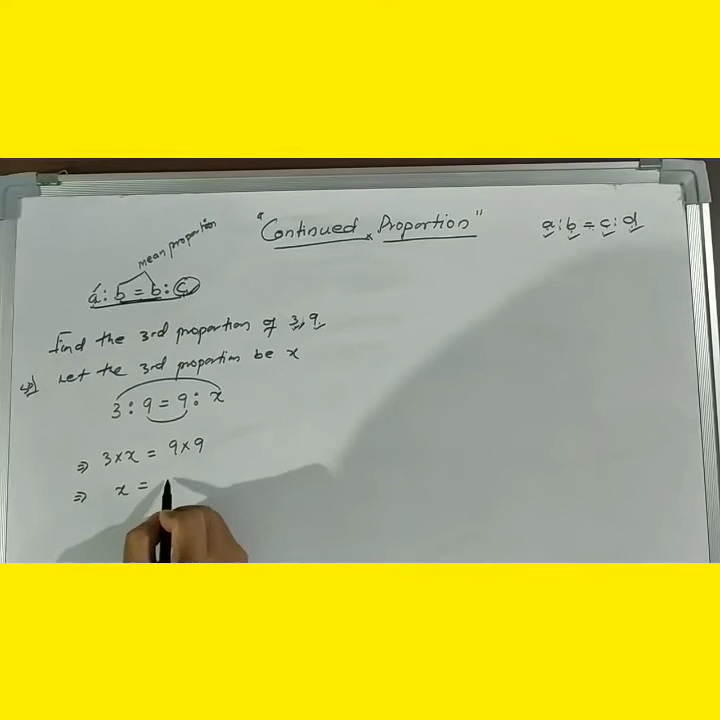 "Continued Proportion"
a : b = c : d
mean proportion
a : b = b : c
Find the 3rd proportion of 3, 9
Let the 3rd proportion be x
3 : 9 = 9 : x
⇒ 3 × x = 9 × 9
⇒ x =